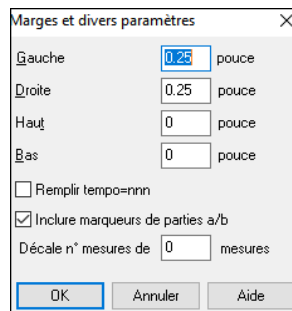 Marges et divers paramètres
Gauche 0.25 pouce
Droite 0.25 pouce
Haut 0 pouce
Bas 0 pouce
Remplir tempo=nnn
Inclure marqueurs de parties a/b
Décale n° mesures de 0 mesures
OK Annuler Aide